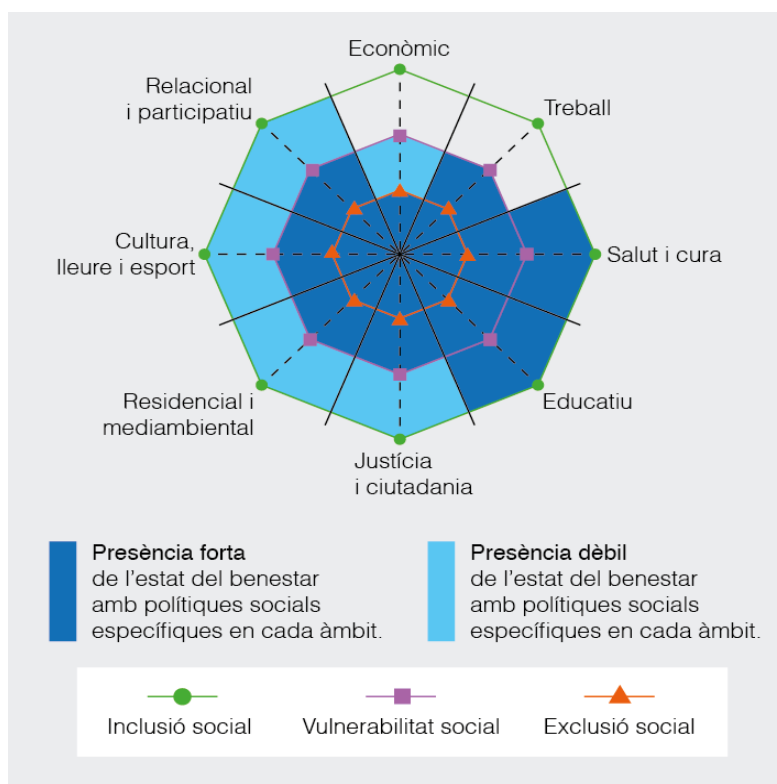 Econòmic
Relacional
i participatiu
Treball
Cultura,
lleure i esport
Salut i cura
Residencial i
mediambiental
Educatiu
Justícia
i ciutadania
Presència forta
de l'estat del benestar
amb polítiques socials
específiques en cada àmbit.
Presència dèbil
de l'estat del benestar
amb polítiques socials
específiques en cada àmbit.
Inclusió social
Vulnerabilitat social
Exclusió social